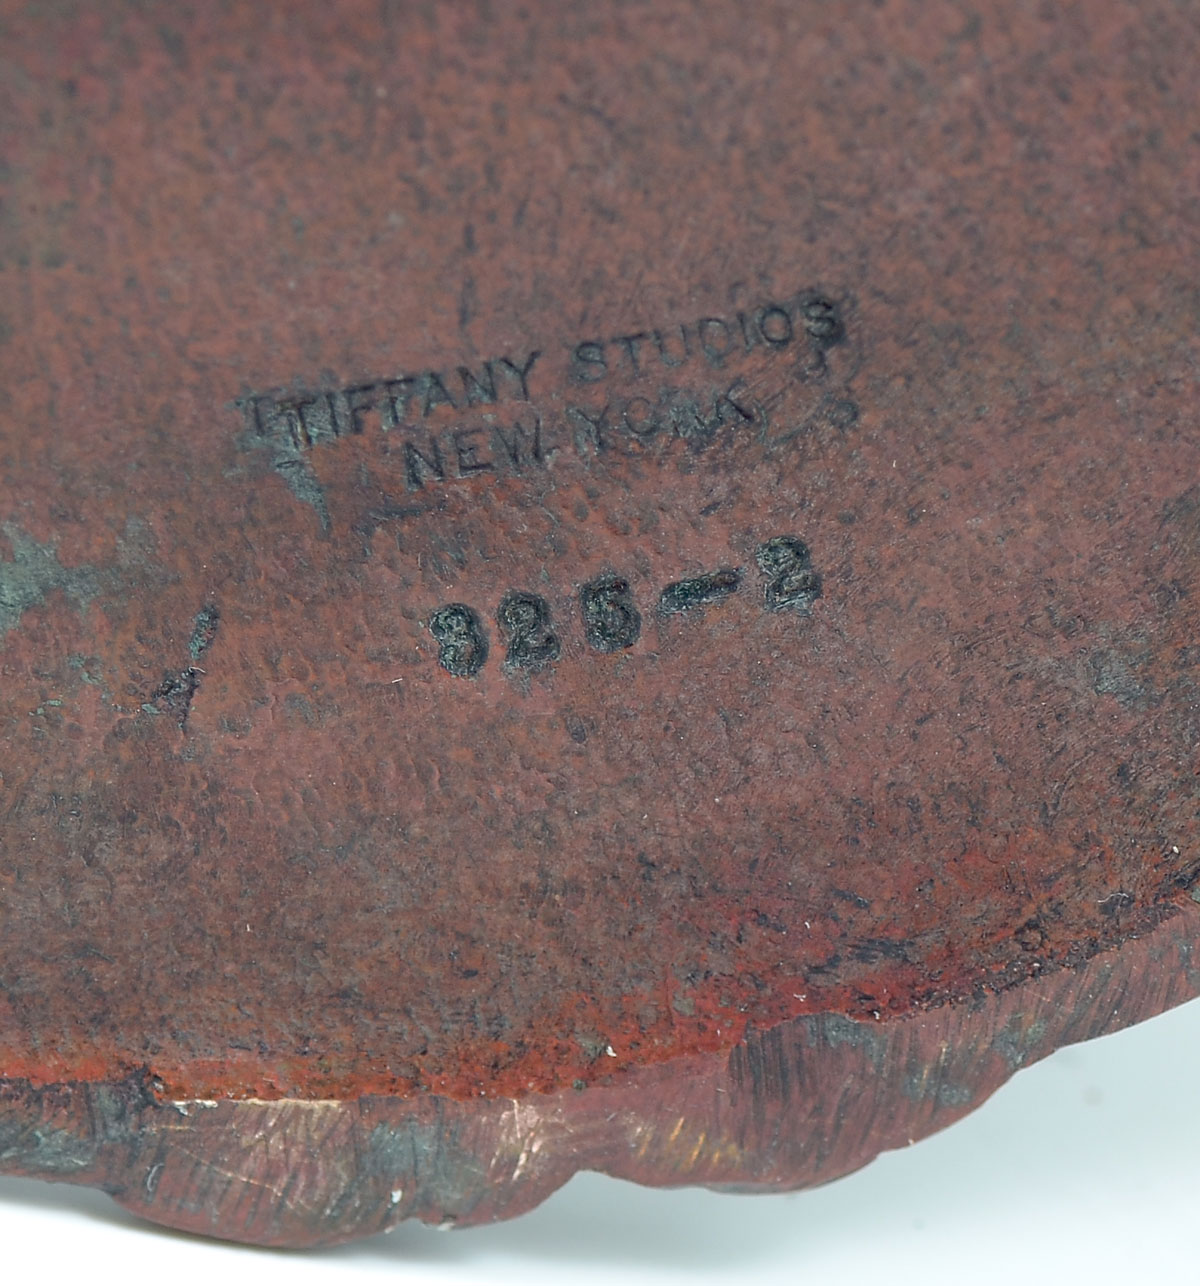 TIFFANY STUDIOS
NEW YORK
325-2